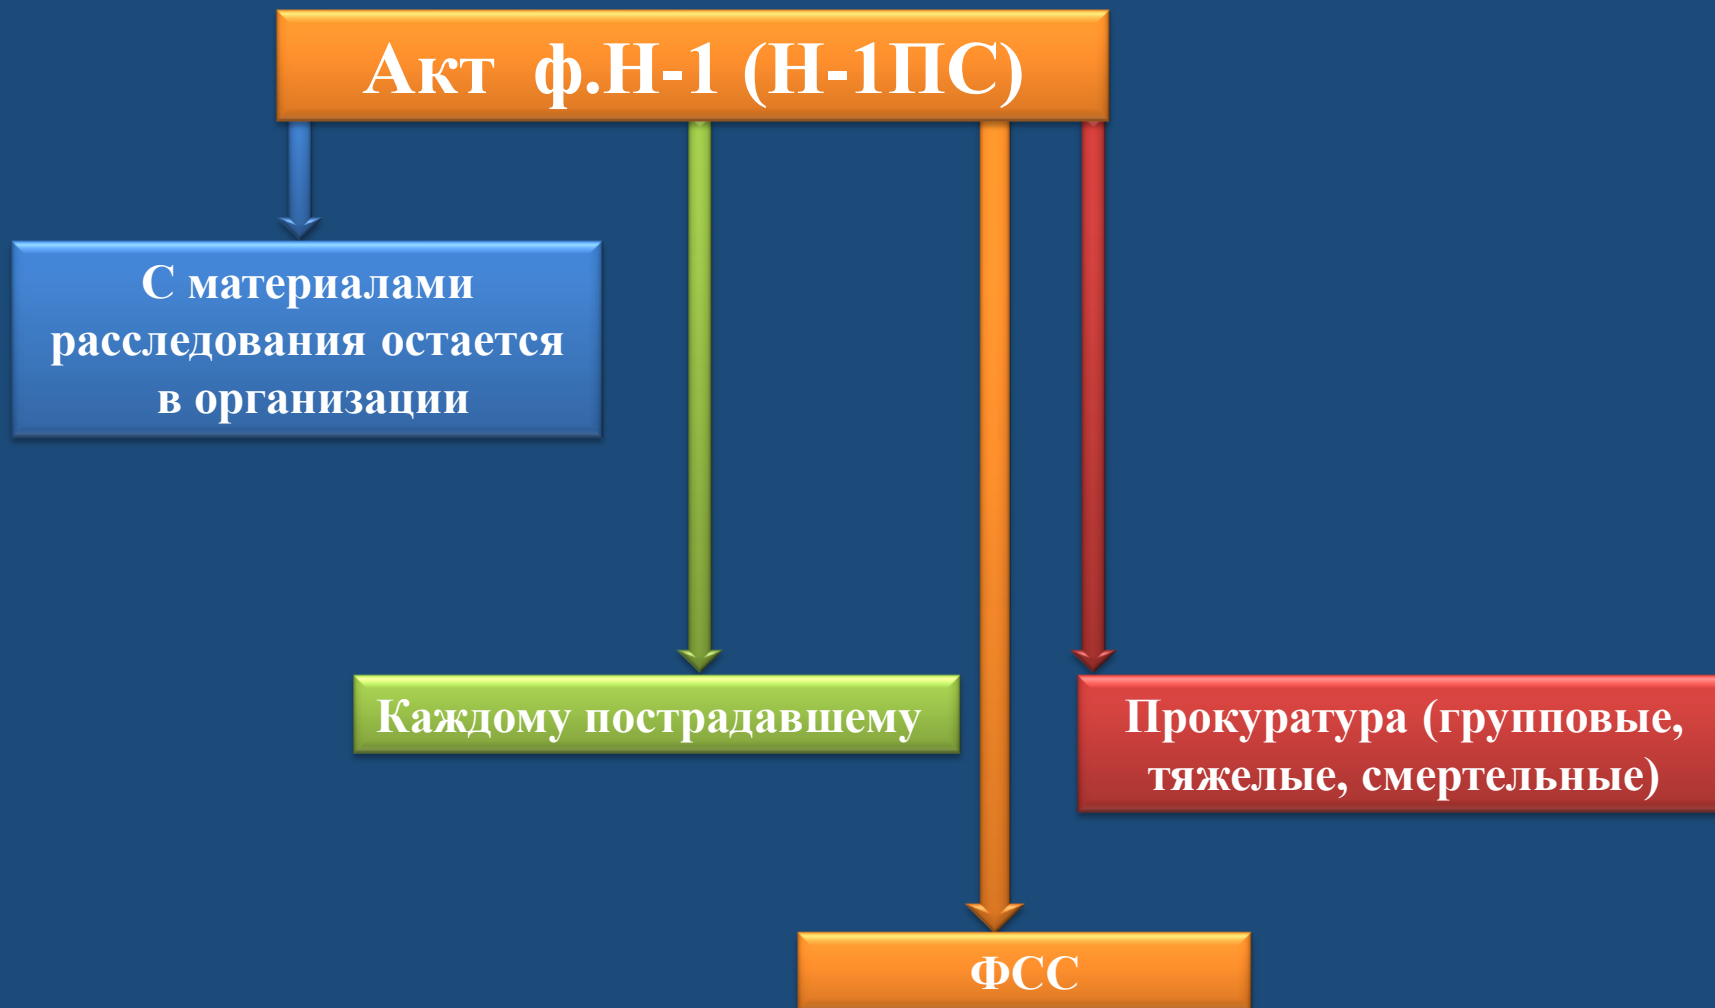 Акт ф.Н-1 (Н-1ПС)
С материалами
расследования остается
в организации
Каждому пострадавшему
Прокуратура (групповые,
тяжелые, смертельные)
ФСС